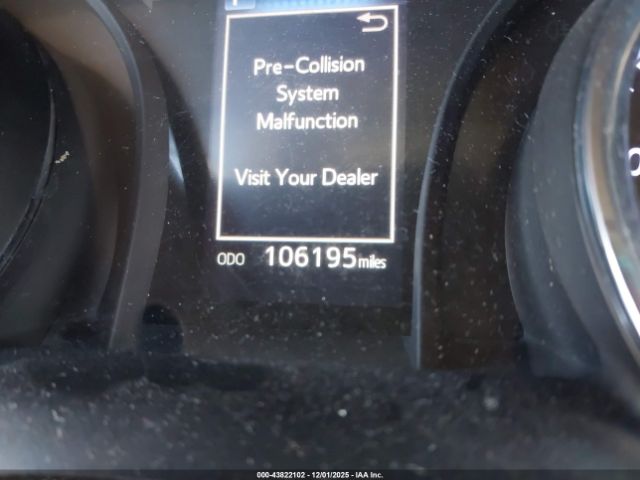 Pre-Collision
System
Malfunction
Visit Your Dealer
ODO 106195 miles
000-43822102 - 12/01/2025 - IAA Inc.